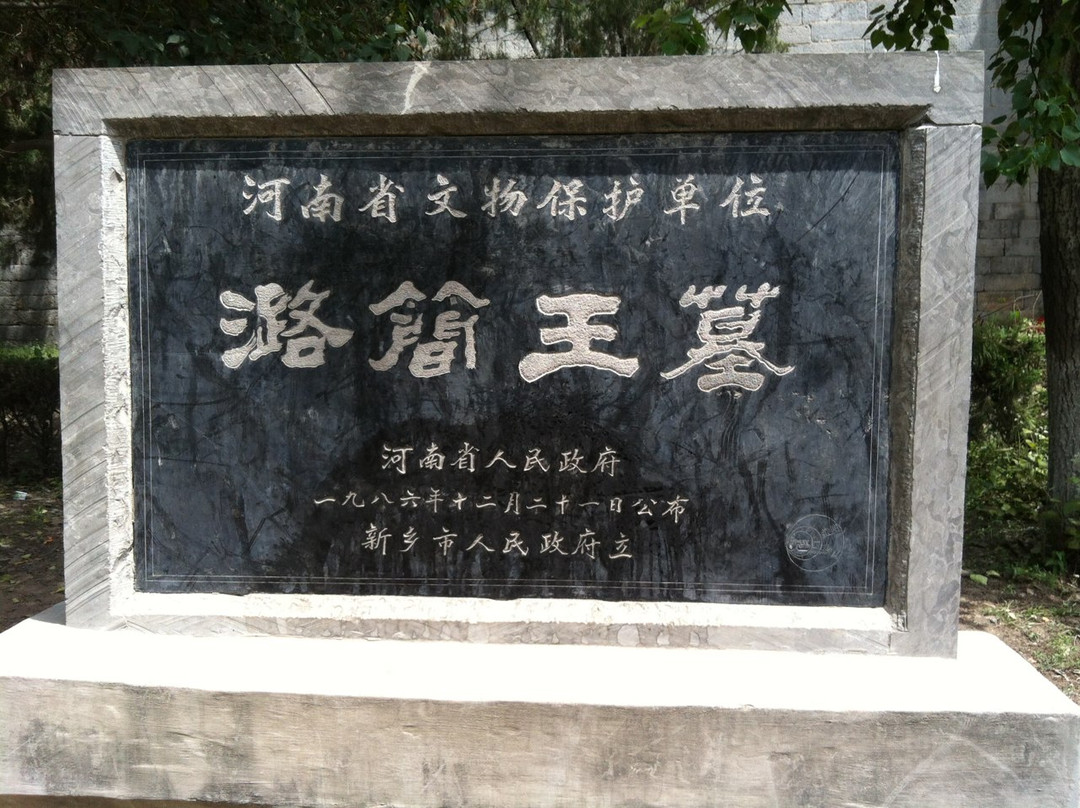 河南省文物保护单位
潞简王墓
河南省人民政府
一九八六年十二月二十一日公布
新乡市人民政府立